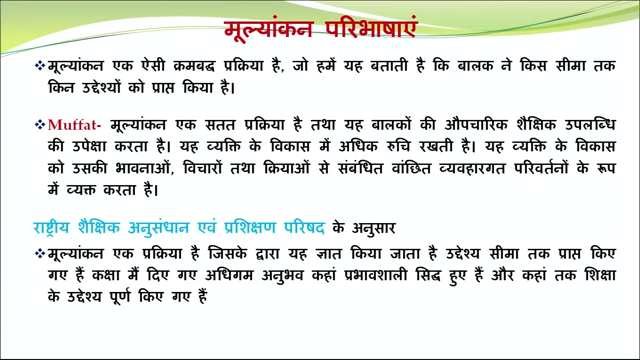 मूल्यांकन परिभाषाएं
❖मूल्यांकन एक ऐसी क्रमबद्ध प्रक्रिया है, जो हमें यह बताती है कि बालक ने किस सीमा तक
किन उद्देश्यों को प्राप्त किया है।
❖Muffat- मूल्यांकन एक सतत प्रक्रिया है तथा यह बालकों की औपचारिक शैक्षिक उपलब्धि
की उपेक्षा करता है। यह व्यक्ति के विकास में अधिक रुचि रखती है। यह व्यक्ति के विकास
को उसकी भावनाओं, विचारों तथा क्रियाओं से संबंधित वांछित व्यवहारगत परिवर्तनों के रूप
में व्यक्त करता है।
राष्ट्रीय शैक्षिक अनुसंधान एवं प्रशिक्षण परिषद के अनुसार
❖मूल्यांकन एक प्रक्रिया है जिसके द्वारा यह ज्ञात किया जाता है उद्देश्य सीमा तक प्राप्त किए
गए हैं कक्षा मैं दिए गए अधिगम अनुभव कहां प्रभावशाली सिद्ध हुए हैं और कहां तक शिक्षा
के उद्देश्य पूर्ण किए गए हैं